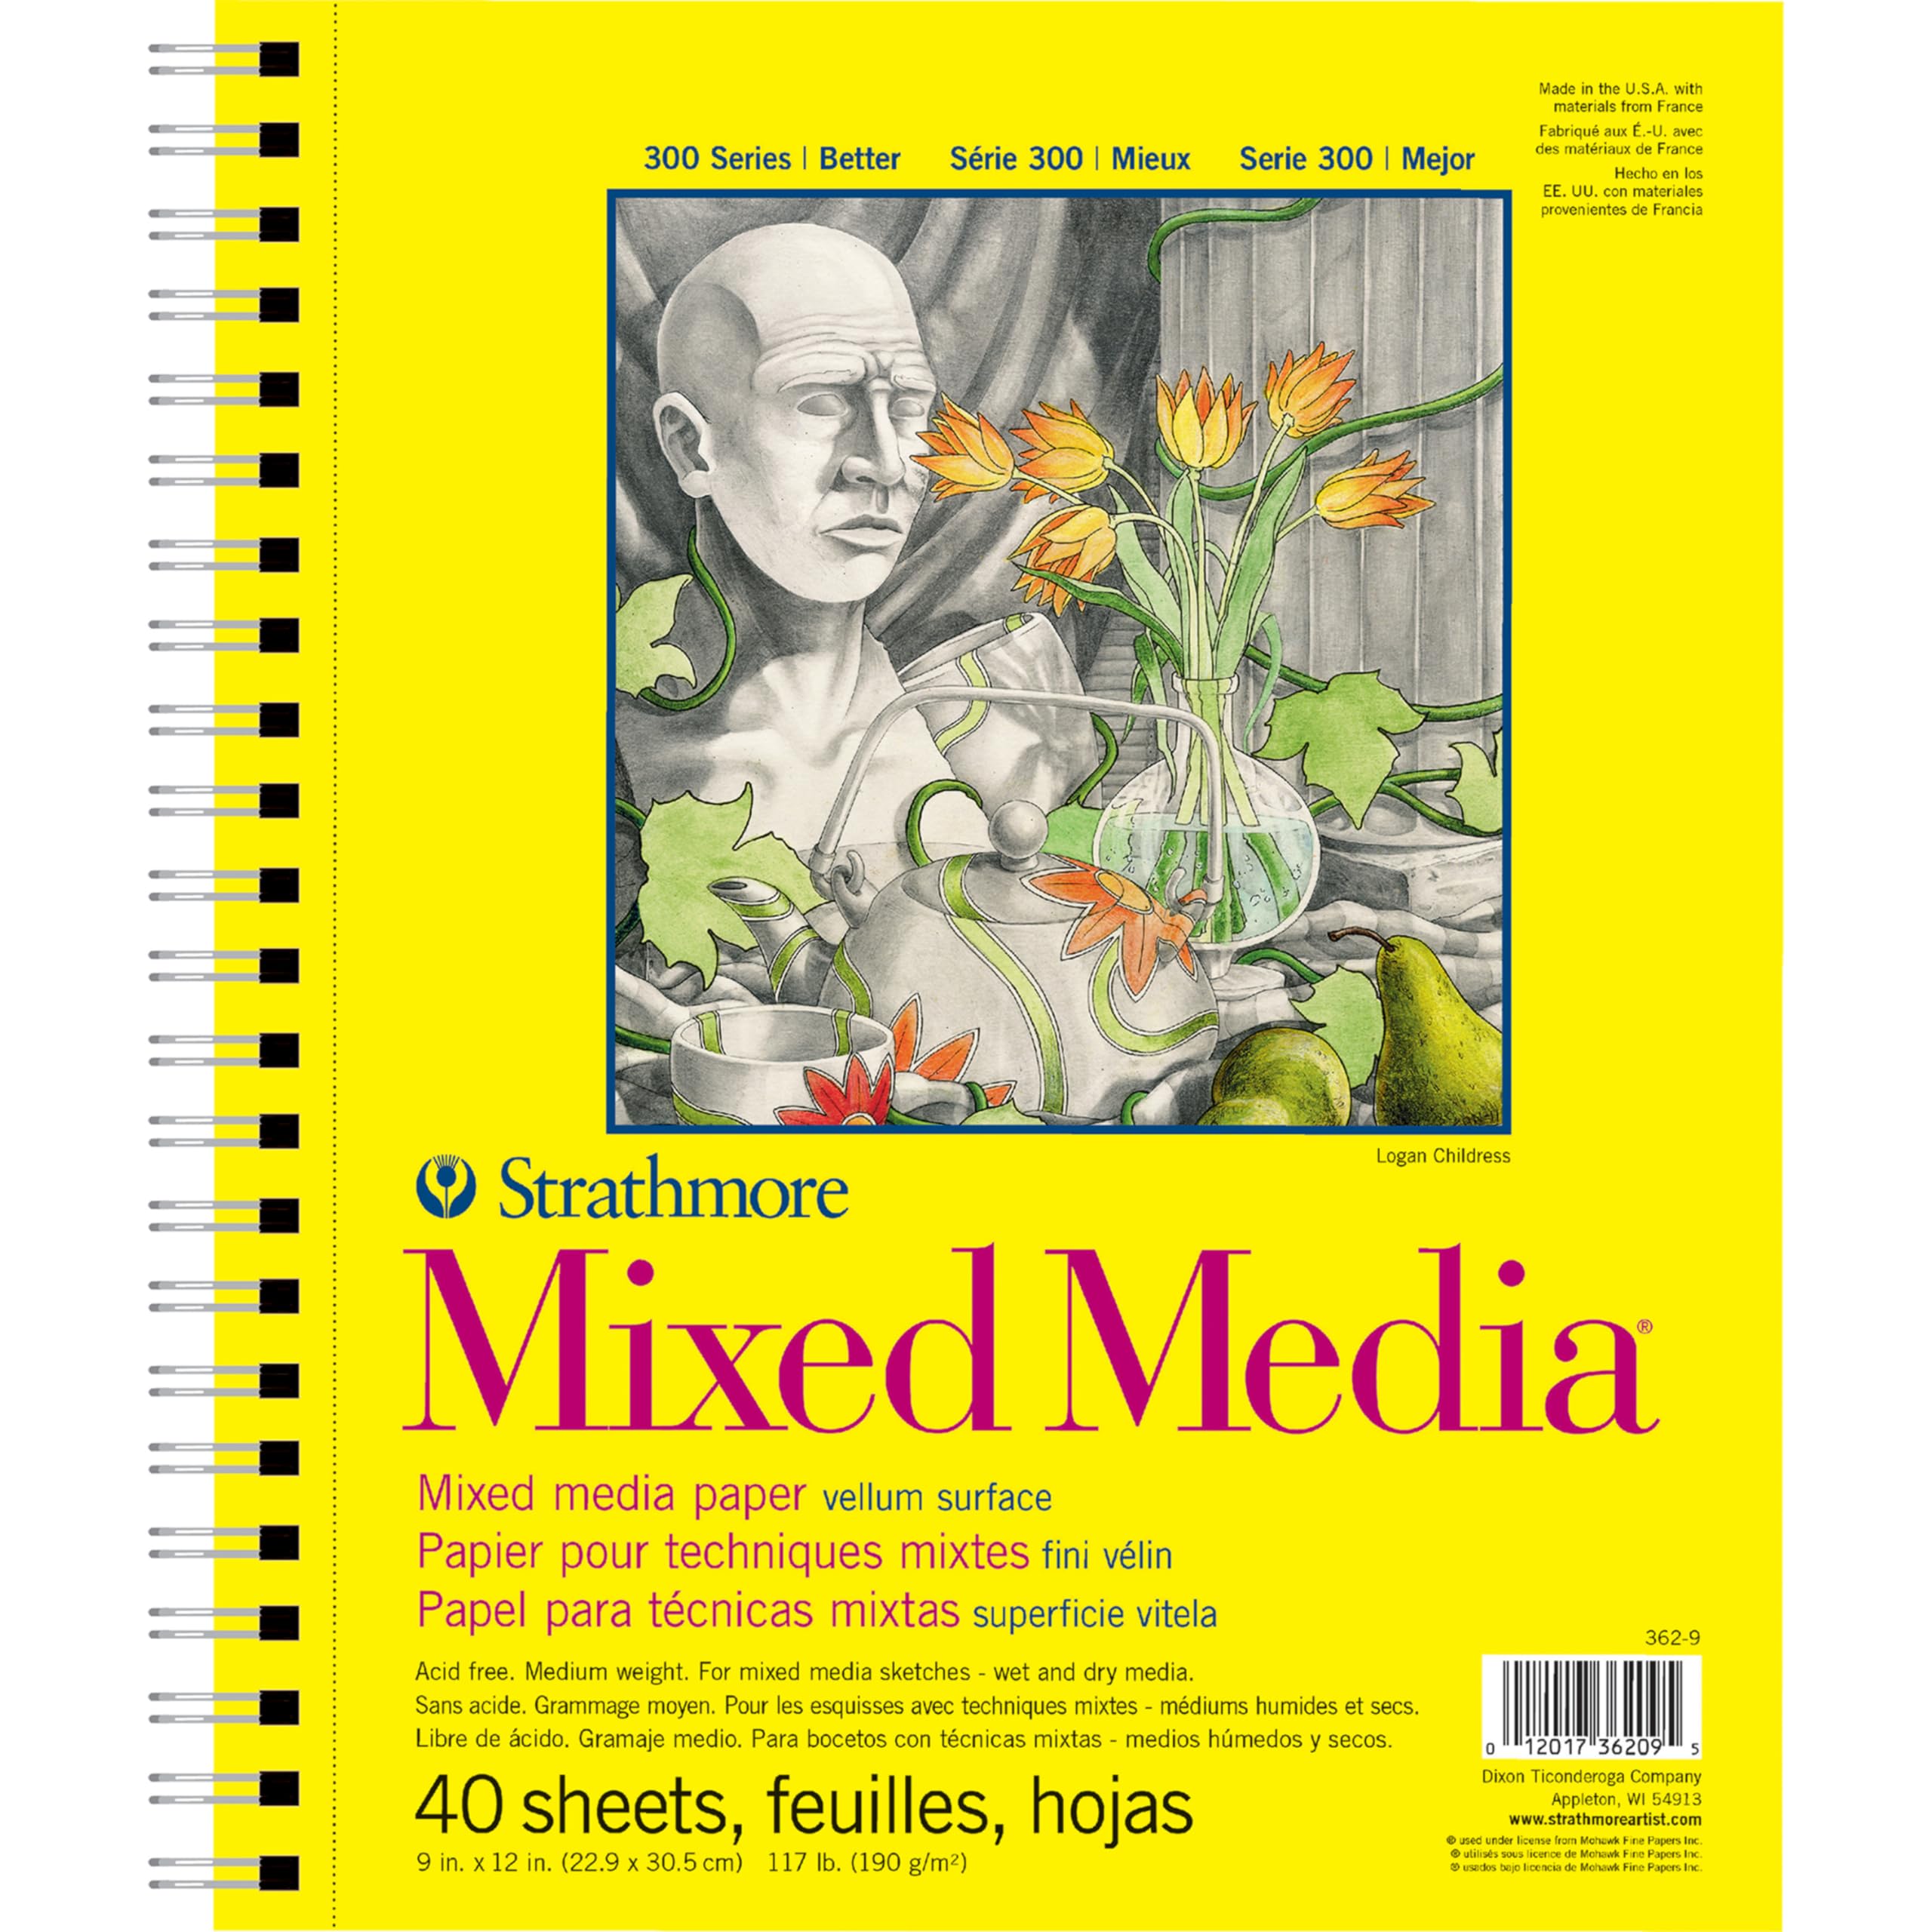 Made in the U.S.A. with
materials from France
Fabriqué aux É.-U. avec
des matériaux de France
Hecho en los
EE. UU. con materiales
provenientes de Francia
300 Series | Better    Série 300 | Mieux    Serie 300 | Mejor
Logan Childress
Strathmore
Mixed Media®
Mixed media paper vellum surface
Papier pour techniques mixtes fini vélin
Papel para técnicas mixtas superficie vitela
Acid free. Medium weight. For mixed media sketches - wet and dry media.
Sans acide. Grammage moyen. Pour les esquisses avec techniques mixtes - médiums humides et secs.
Libre de ácido. Gramaje medio. Para bocetos con técnicas mixtas - medios húmedos y secos.
40 sheets, feuilles, hojas
9 in. x 12 in. (22.9 x 30.5 cm)   117 lb. (190 g/m²)
362-9
0 12017 36209 5
Dixon Ticonderoga Company
Appleton, WI 54913
www.strathmoreartist.com
® used under license from Mohawk Fine Papers Inc.
® utilisés sous licence de Mohawk Fine Papers Inc.
® usados bajo licencia de Mohawk Fine Papers Inc.